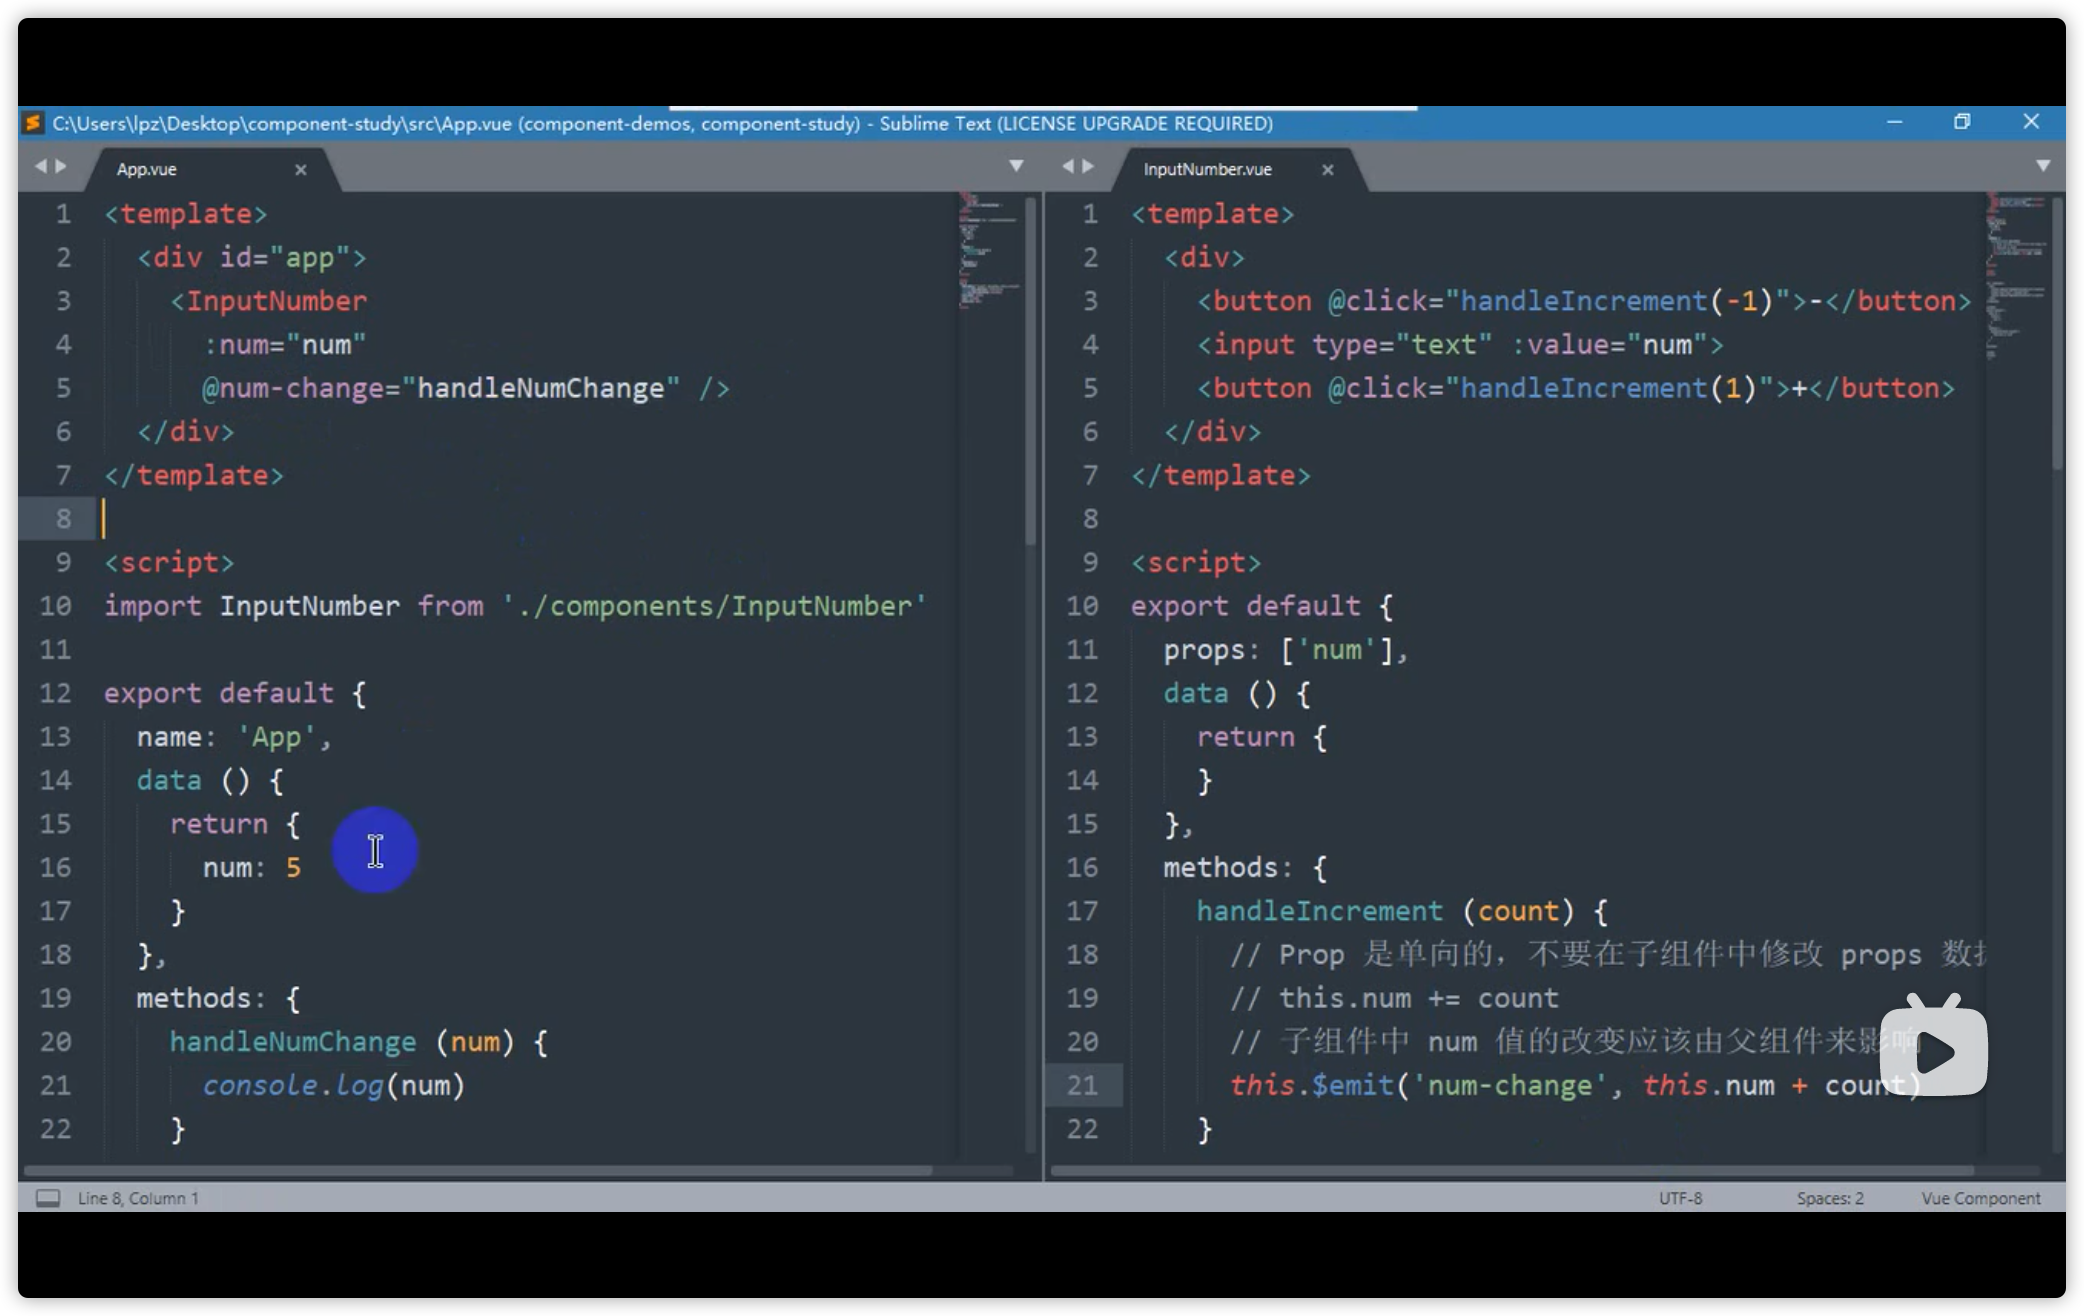 C:\Users\lpz\Desktop\component-study\src\App.vue (component-demos, component-study) - Sublime Text (LICENSE UPGRADE REQUIRED)
App.vue
1 <template>
2 <div id="app">
3 <InputNumber
4 :num="num"
5 @num-change="handleNumChange" />
6 </div>
7 </template>
8
9 <script>
10 import InputNumber from './components/InputNumber'
11
12 export default {
13 name: 'App',
14 data () {
15 return {
16 num: 5
17 }
18 },
19 methods: {
20 handleNumChange (num) {
21 console.log(num)
22 }
InputNumber.vue
1 <template>
2 <div>
3 <button @click="handleIncrement(-1)">-</button>
4 <input type="text" :value="num">
5 <button @click="handleIncrement(1)">+</button>
6 </div>
7 </template>
8
9 <script>
10 export default {
11 props: ['num'],
12 data () {
13 return {
14 }
15 },
16 methods: {
17 handleIncrement (count) {
18 // Prop 是单向的，不要在子组件中修改 props 数
19 // this.num += count
20 // 子组件中 num 值的改变应该由父组件来影响
21 this.$emit('num-change', this.num + count)
22 }
Line 8, Column 1
UTF-8
Spaces: 2
Vue Component